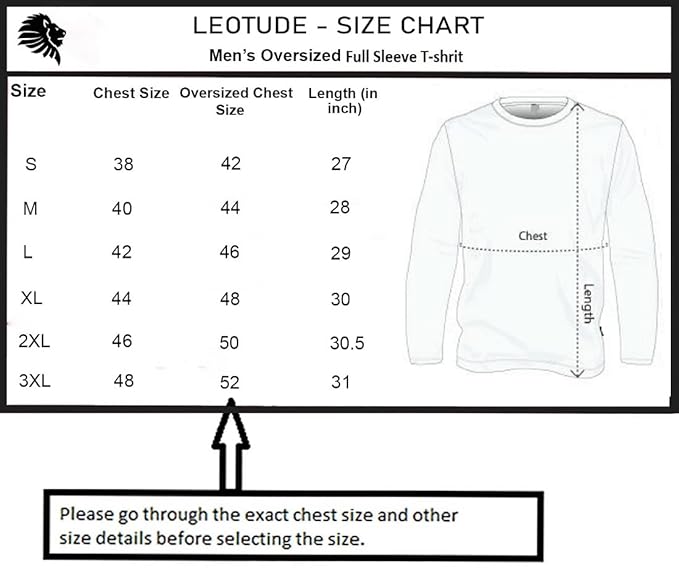 LEOTUDE - SIZE CHART
Men's Oversized Full Sleeve T-shrit
Size Chest Size Oversized Chest Size Length (in inch)
S 38 42 27
M 40 44 28
L 42 46 29
XL 44 48 30
2XL 46 50 30.5
3XL 48 52 31
Chest
Length
Please go through the exact chest size and other
size details before selecting the size.